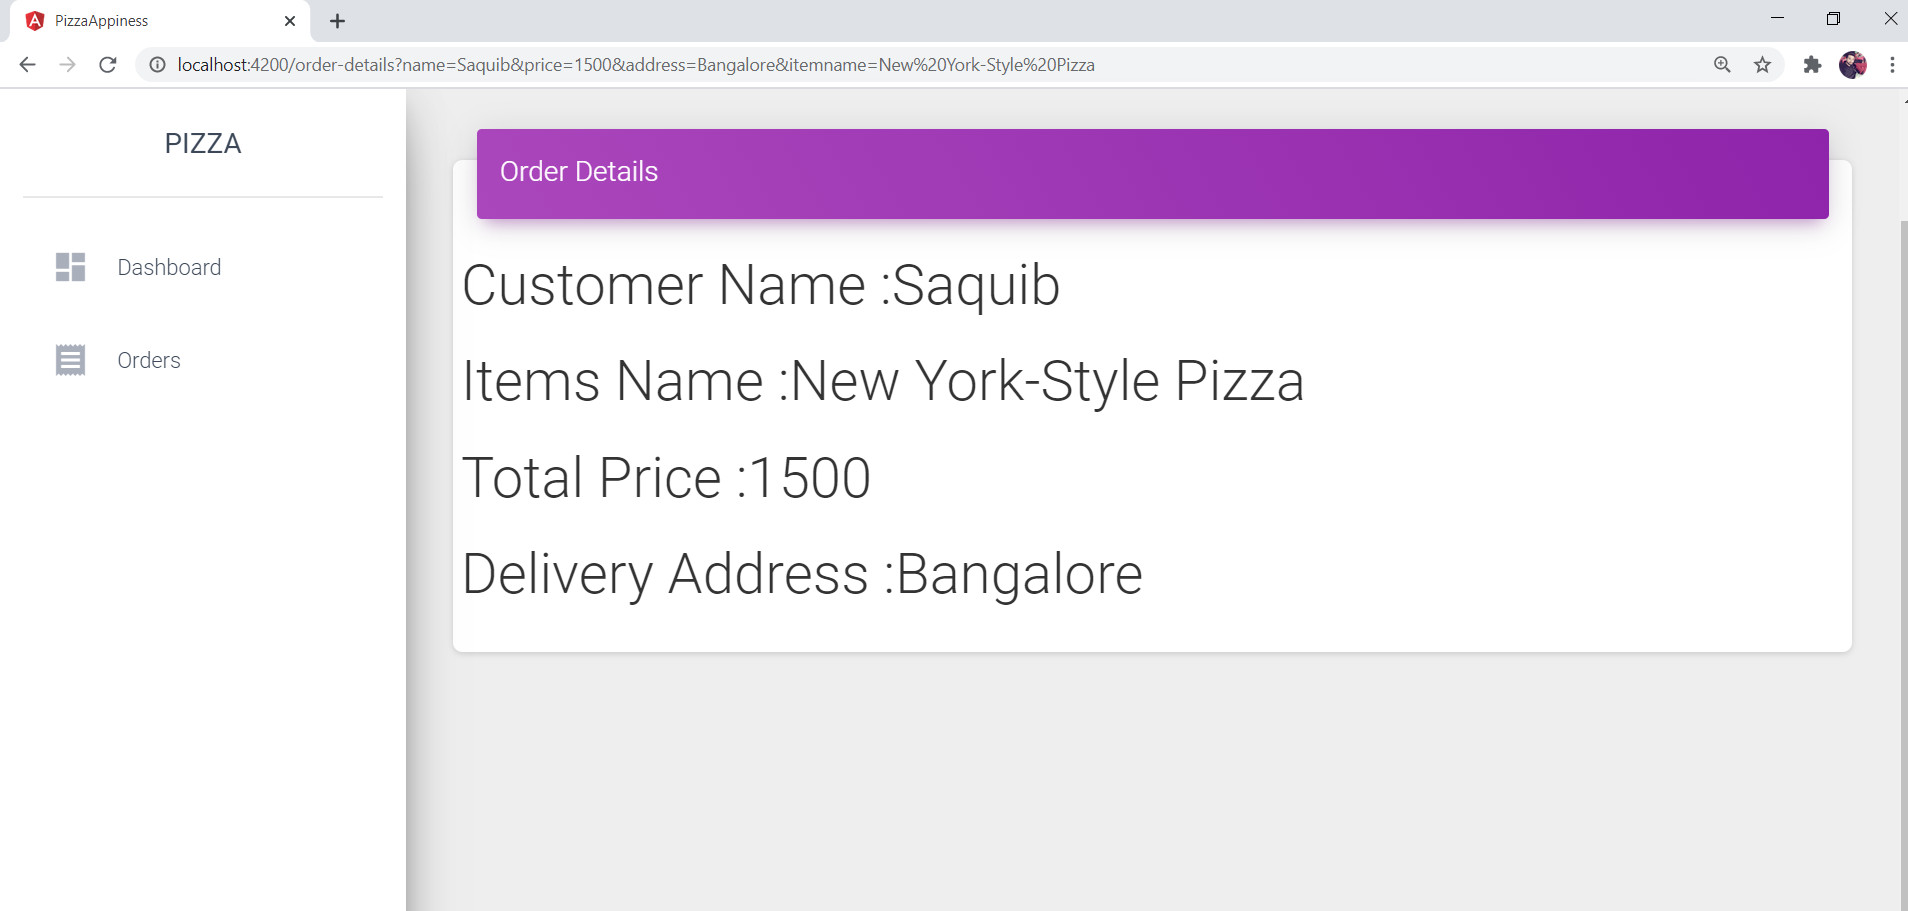 PizzaAppiness
localhost:4200/order-details?name=Saquib&price=1500&address=Bangalore&itemname=New%20York-Style%20Pizza
PIZZA
Dashboard
Orders
Order Details
Customer Name :Saquib
Items Name :New York-Style Pizza
Total Price :1500
Delivery Address :Bangalore